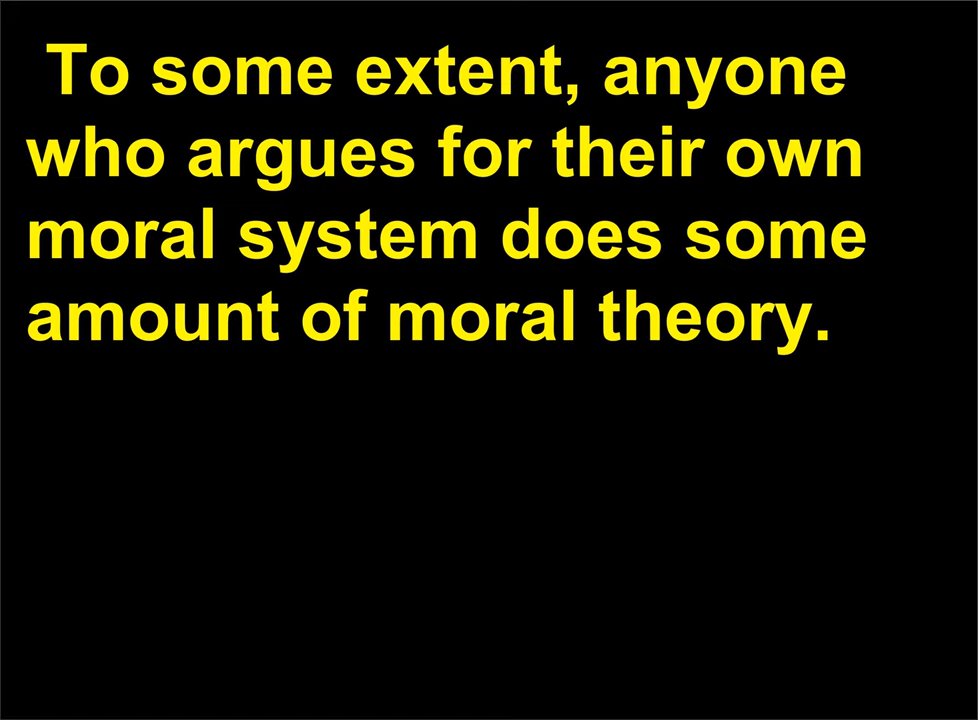 To some extent, anyone
who argues for their own
moral system does some
amount of moral theory.